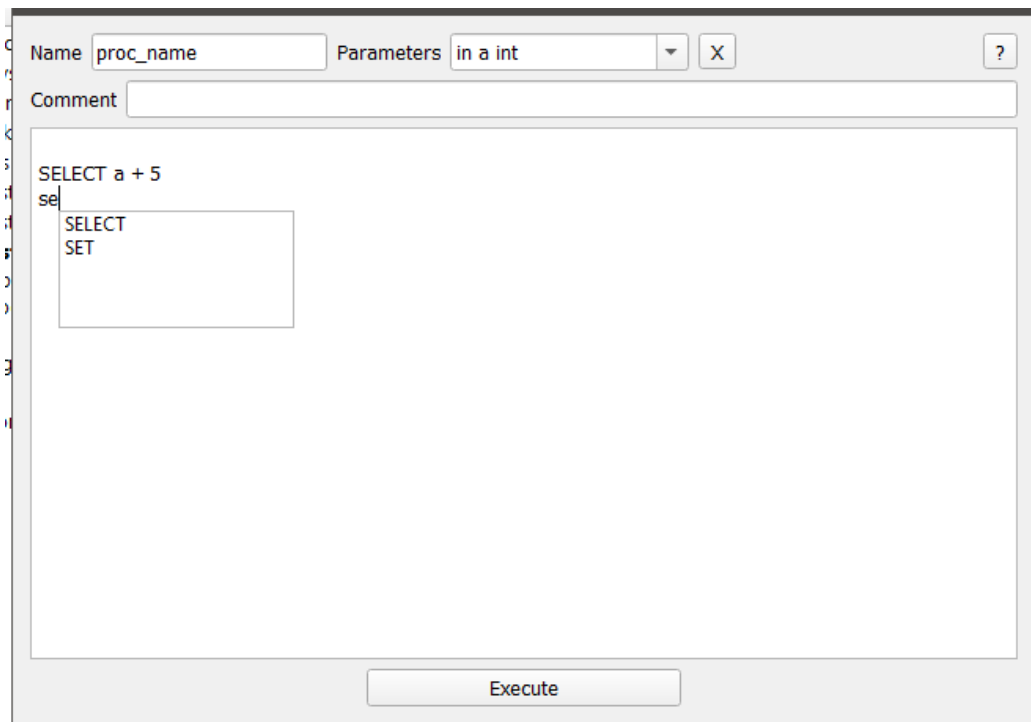 Name proc_name Parameters in a int X ?
Comment
SELECT a + 5
se
SELECT
SET
Execute